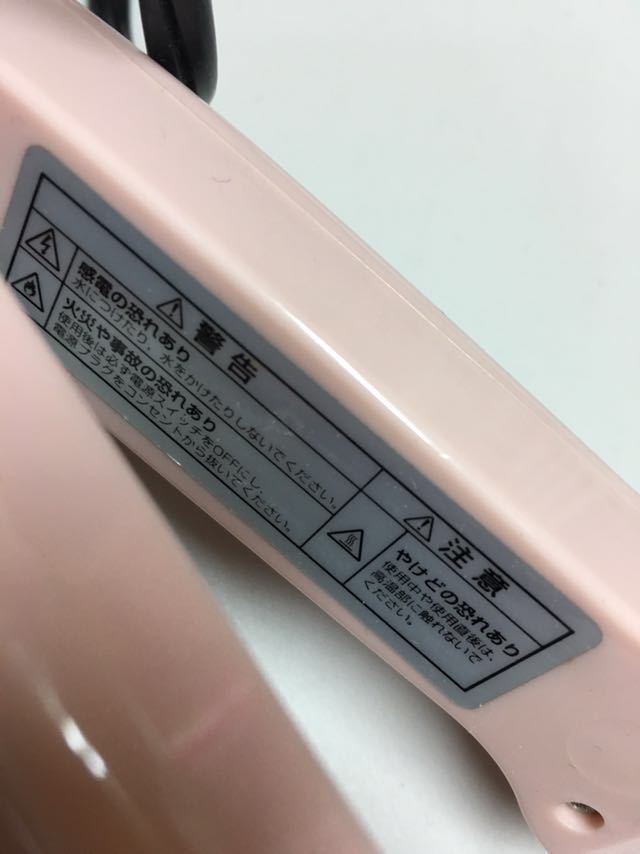 ⚠ 警告
感電の恐れあり
水につけたり、水をかけたりしないでください。
火災や事故の恐れあり
使用後は必ず電源スイッチをOFFにし、
電源プラグをコンセントから抜いてください。
⚠ 注意
やけどの恐れあり
使用中や使用直後は、
高温部に触れないで
ください。